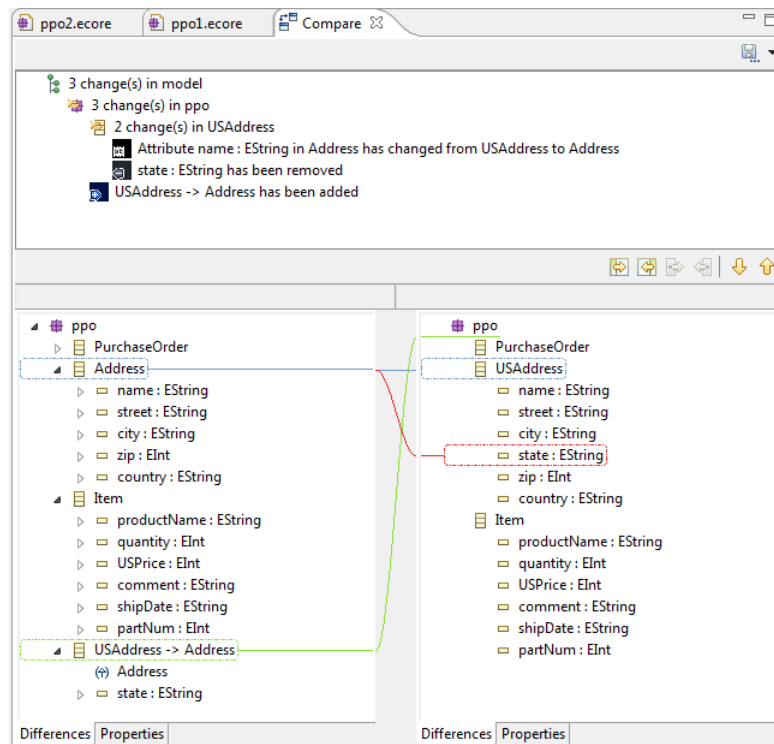 ppo2.ecore ppo1.ecore Compare
3 change(s) in model
3 change(s) in ppo
2 change(s) in USAddress
Attribute name : EString in Address has changed from USAddress to Address
state : EString has been removed
USAddress -> Address has been added
ppo
PurchaseOrder
Address
name : EString
street : EString
city : EString
zip : EInt
country : EString
Item
productName : EString
quantity : EInt
USPrice : EInt
comment : EString
shipDate : EString
partNum : EInt
USAddress -> Address
Address
state : EString
Differences Properties
ppo
PurchaseOrder
USAddress
name : EString
street : EString
city : EString
state : EString
zip : EInt
country : EString
Item
productName : EString
quantity : EInt
USPrice : EInt
comment : EString
shipDate : EString
partNum : EInt
Differences Properties